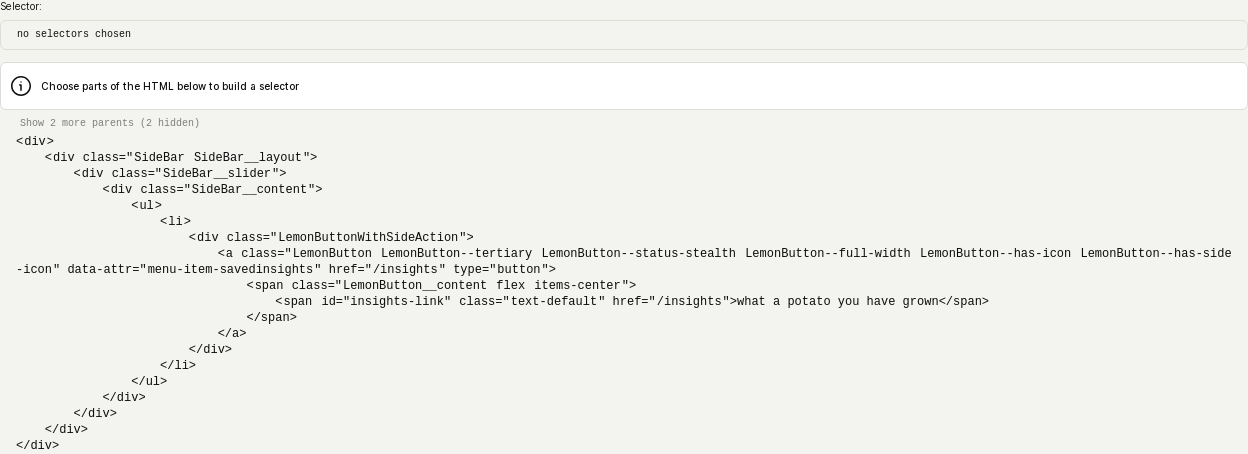 Selector:
no selectors chosen
Choose parts of the HTML below to build a selector
Show 2 more parents (2 hidden)
<div>
<div class="SideBar SideBar__layout">
<div class="SideBar__slider">
<div class="SideBar__content">
<ul>
<li>
<div class="LemonButtonWithSideAction">
<a class="LemonButton LemonButton--tertiary LemonButton--status-stealth LemonButton--full-width LemonButton--has-icon LemonButton--has-side
-icon" data-attr="menu-item-savedinsights" href="/insights" type="button">
<span class="LemonButton__content flex items-center">
<span id="insights-link" class="text-default" href="/insights">what a potato you have grown</span>
</span>
</a>
</div>
</li>
</ul>
</div>
</div>
</div>
</div>